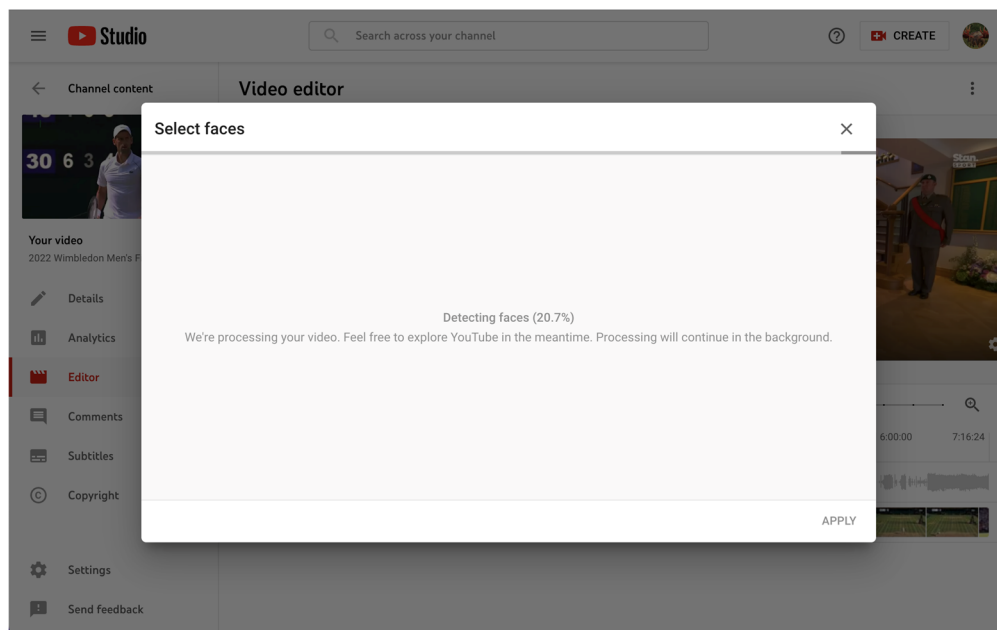 Studio
Search across your channel
CREATE
Channel content
Video editor
Select faces
30 6 3
Stan
Your video
2022 Wimbledon Men's F
Details
Detecting faces (20.7%)
We're processing your video. Feel free to explore YouTube in the meantime. Processing will continue in the background.
Analytics
Editor
Comments
6:00:00
7:16:24
Subtitles
Copyright
APPLY
Settings
Send feedback